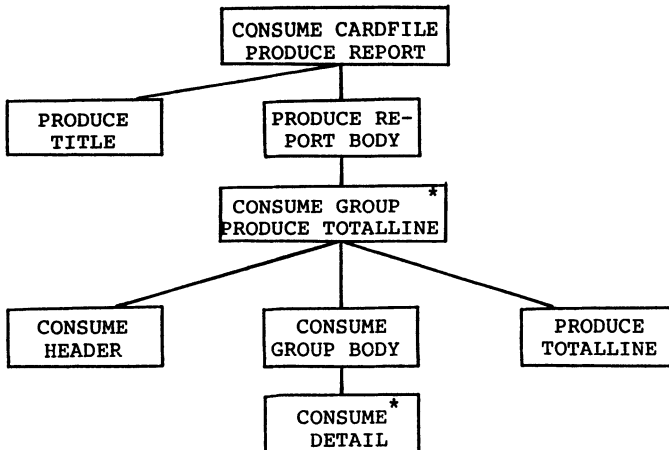 CONSUME CARDFILE
PRODUCE REPORT
PRODUCE
TITLE
PRODUCE RE-
PORT BODY
CONSUME GROUP *
PRODUCE TOTALLINE
CONSUME
HEADER
CONSUME
GROUP BODY
PRODUCE
TOTALLINE
CONSUME *
DETAIL